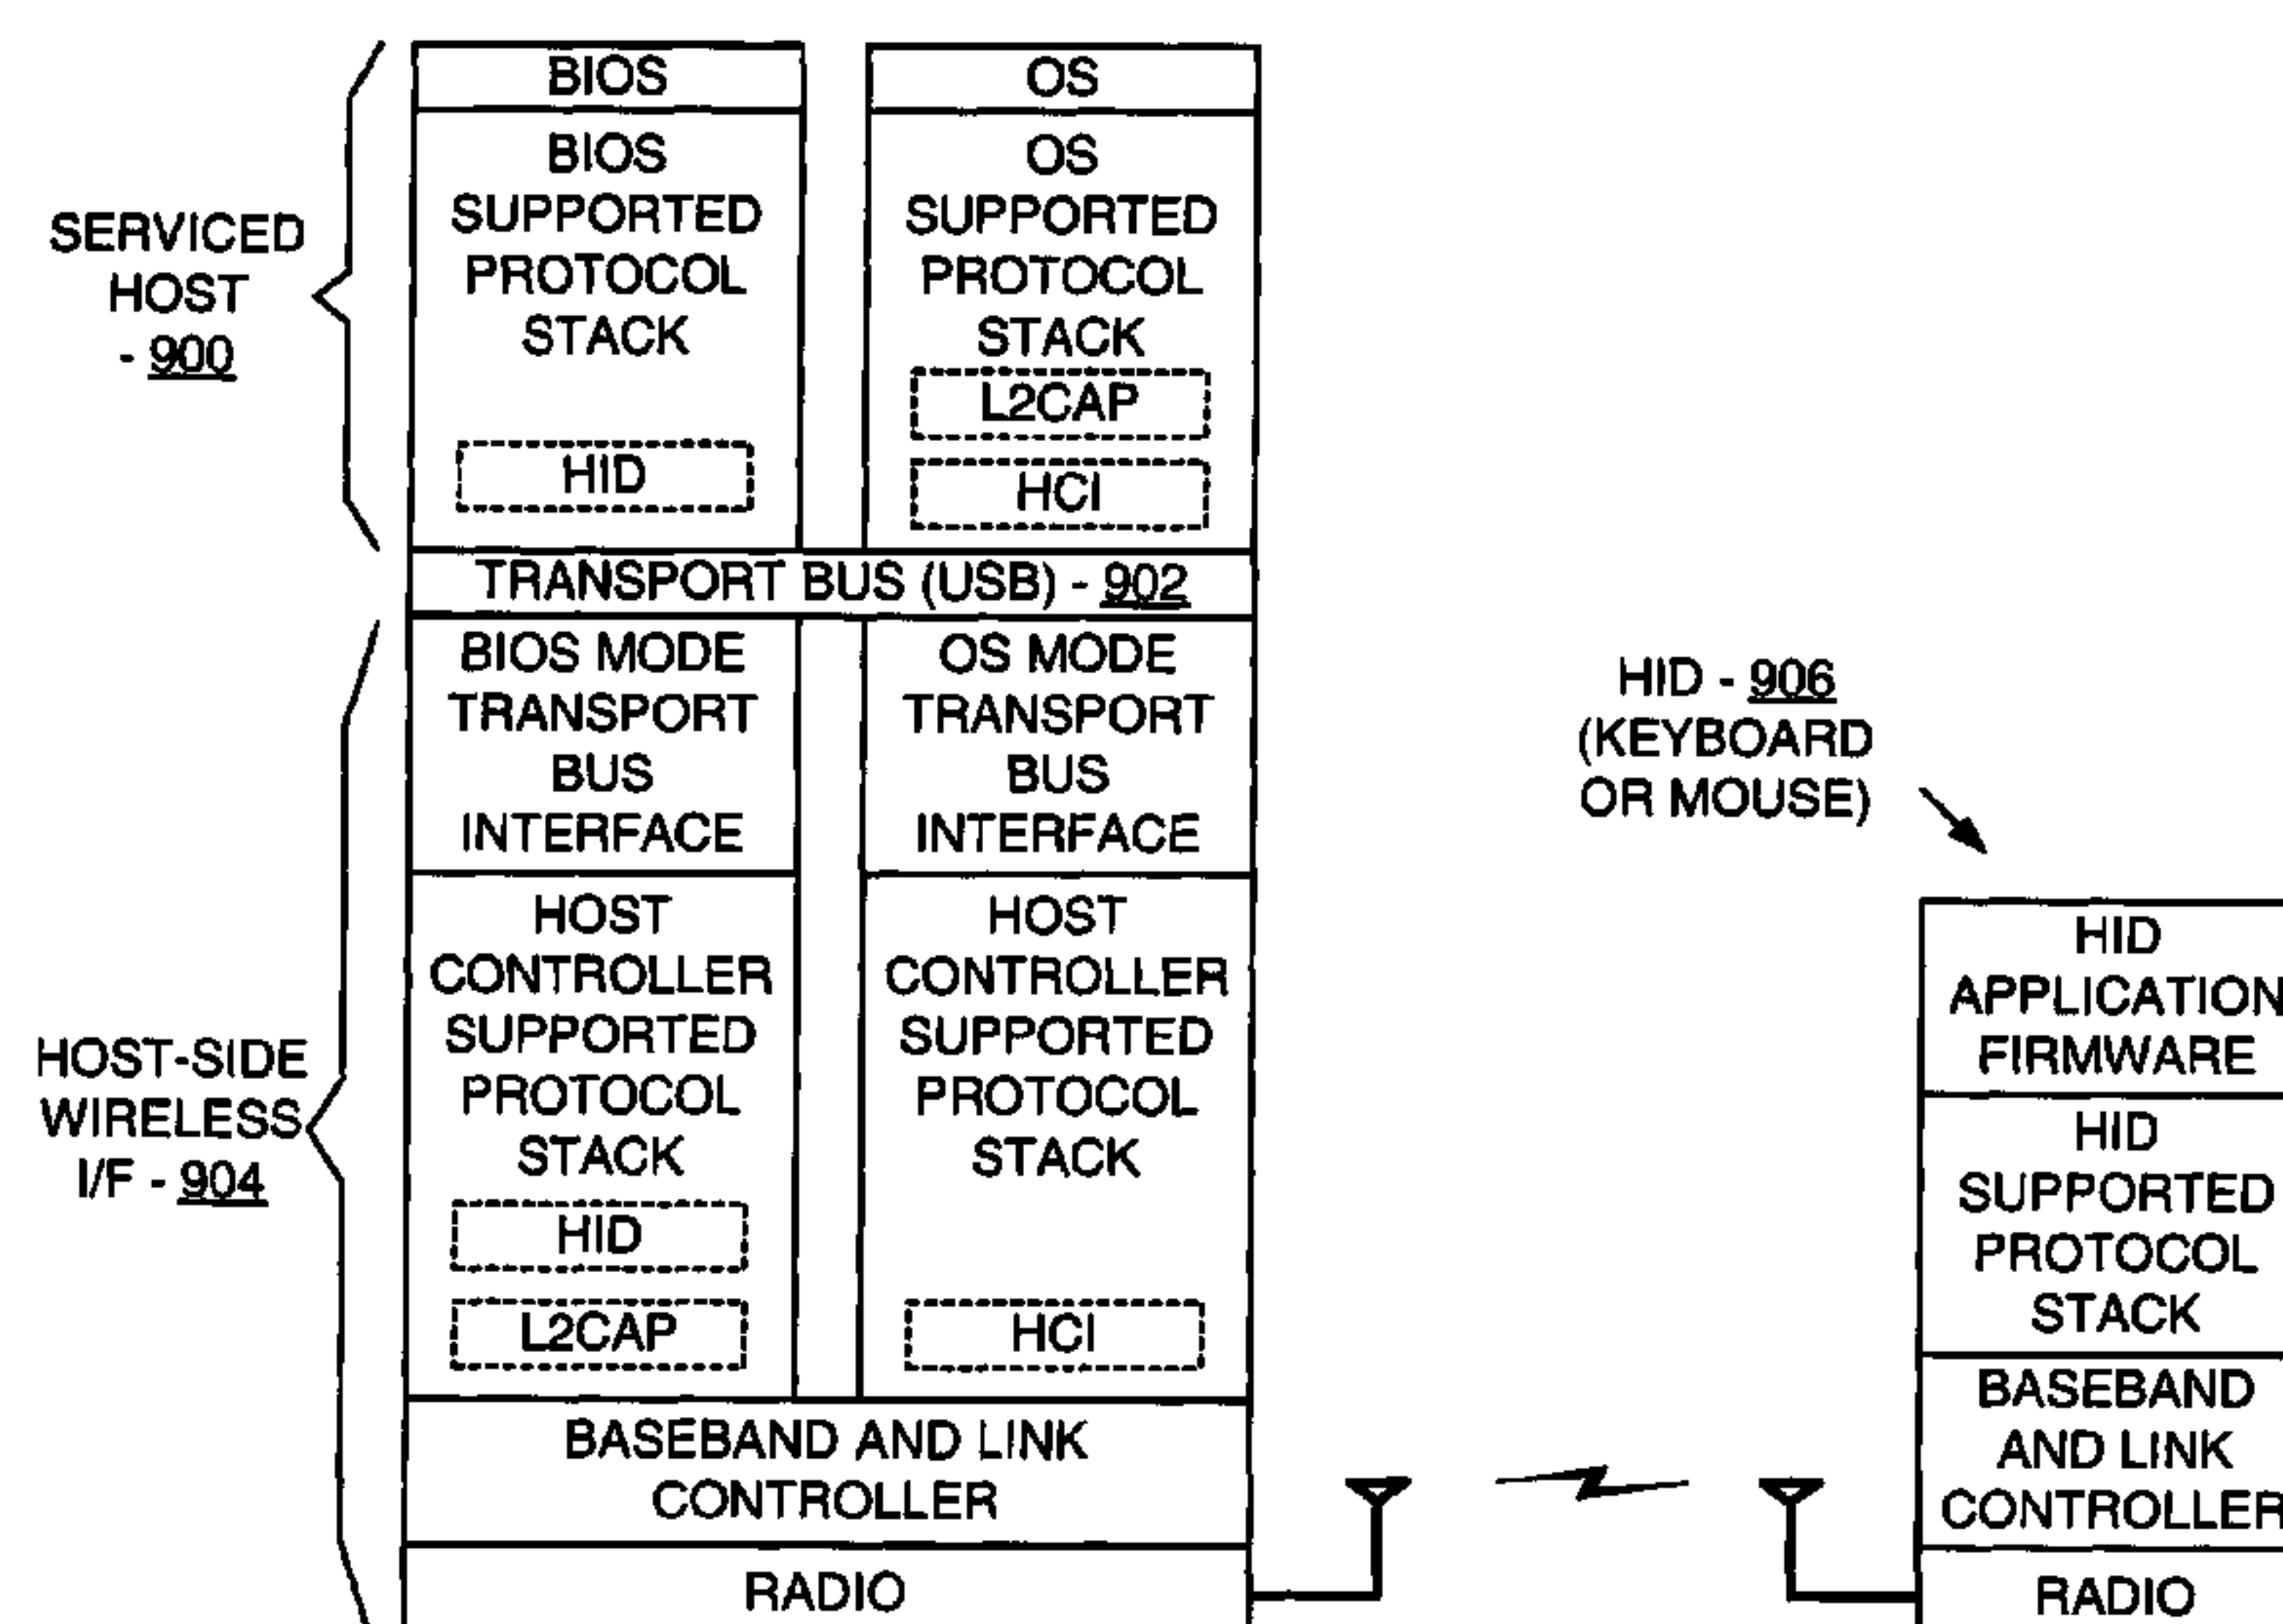 SERVICED
HOST
- 900
BIOS
BIOS
SUPPORTED
PROTOCOL
STACK
HID
OS
OS
SUPPORTED
PROTOCOL
STACK
L2CAP
HCI
TRANSPORT BUS (USB) - 902
HOST-SIDE
WIRELESS
I/F - 904
BIOS MODE
TRANSPORT
BUS
INTERFACE
HOST
CONTROLLER
SUPPORTED
PROTOCOL
STACK
HID
L2CAP
OS MODE
TRANSPORT
BUS
INTERFACE
HOST
CONTROLLER
SUPPORTED
PROTOCOL
STACK
HCI
BASEBAND AND LINK
CONTROLLER
RADIO
HID - 906
(KEYBOARD
OR MOUSE)
HID
APPLICATION
FIRMWARE
HID
SUPPORTED
PROTOCOL
STACK
BASEBAND
AND LINK
CONTROLLER
RADIO